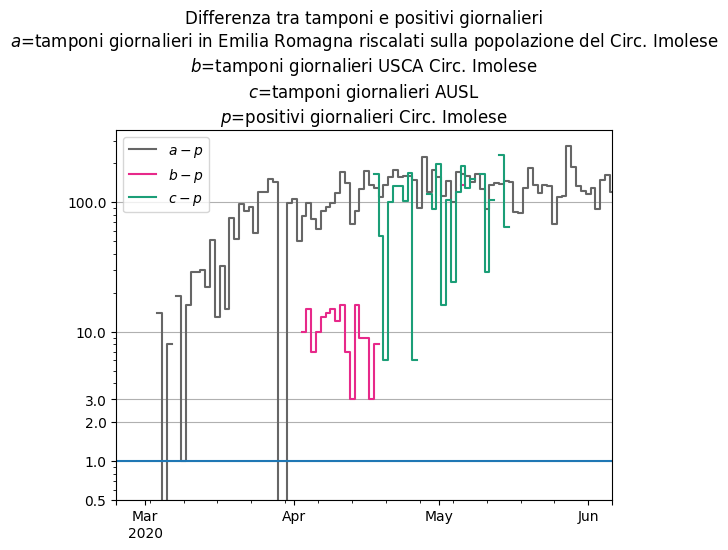 Differenza tra tamponi e positivi giornalieri
a=tamponi giornalieri in Emilia Romagna riscalati sulla popolazione del Circ. Imolese
b=tamponi giornalieri USCA Circ. Imolese
c=tamponi giornalieri AUSL
p=positivi giornalieri Circ. Imolese
a − p
b − p
c − p
100.0
10.0
3.0
2.0
1.0
0.5
Mar
2020
Apr
May
Jun